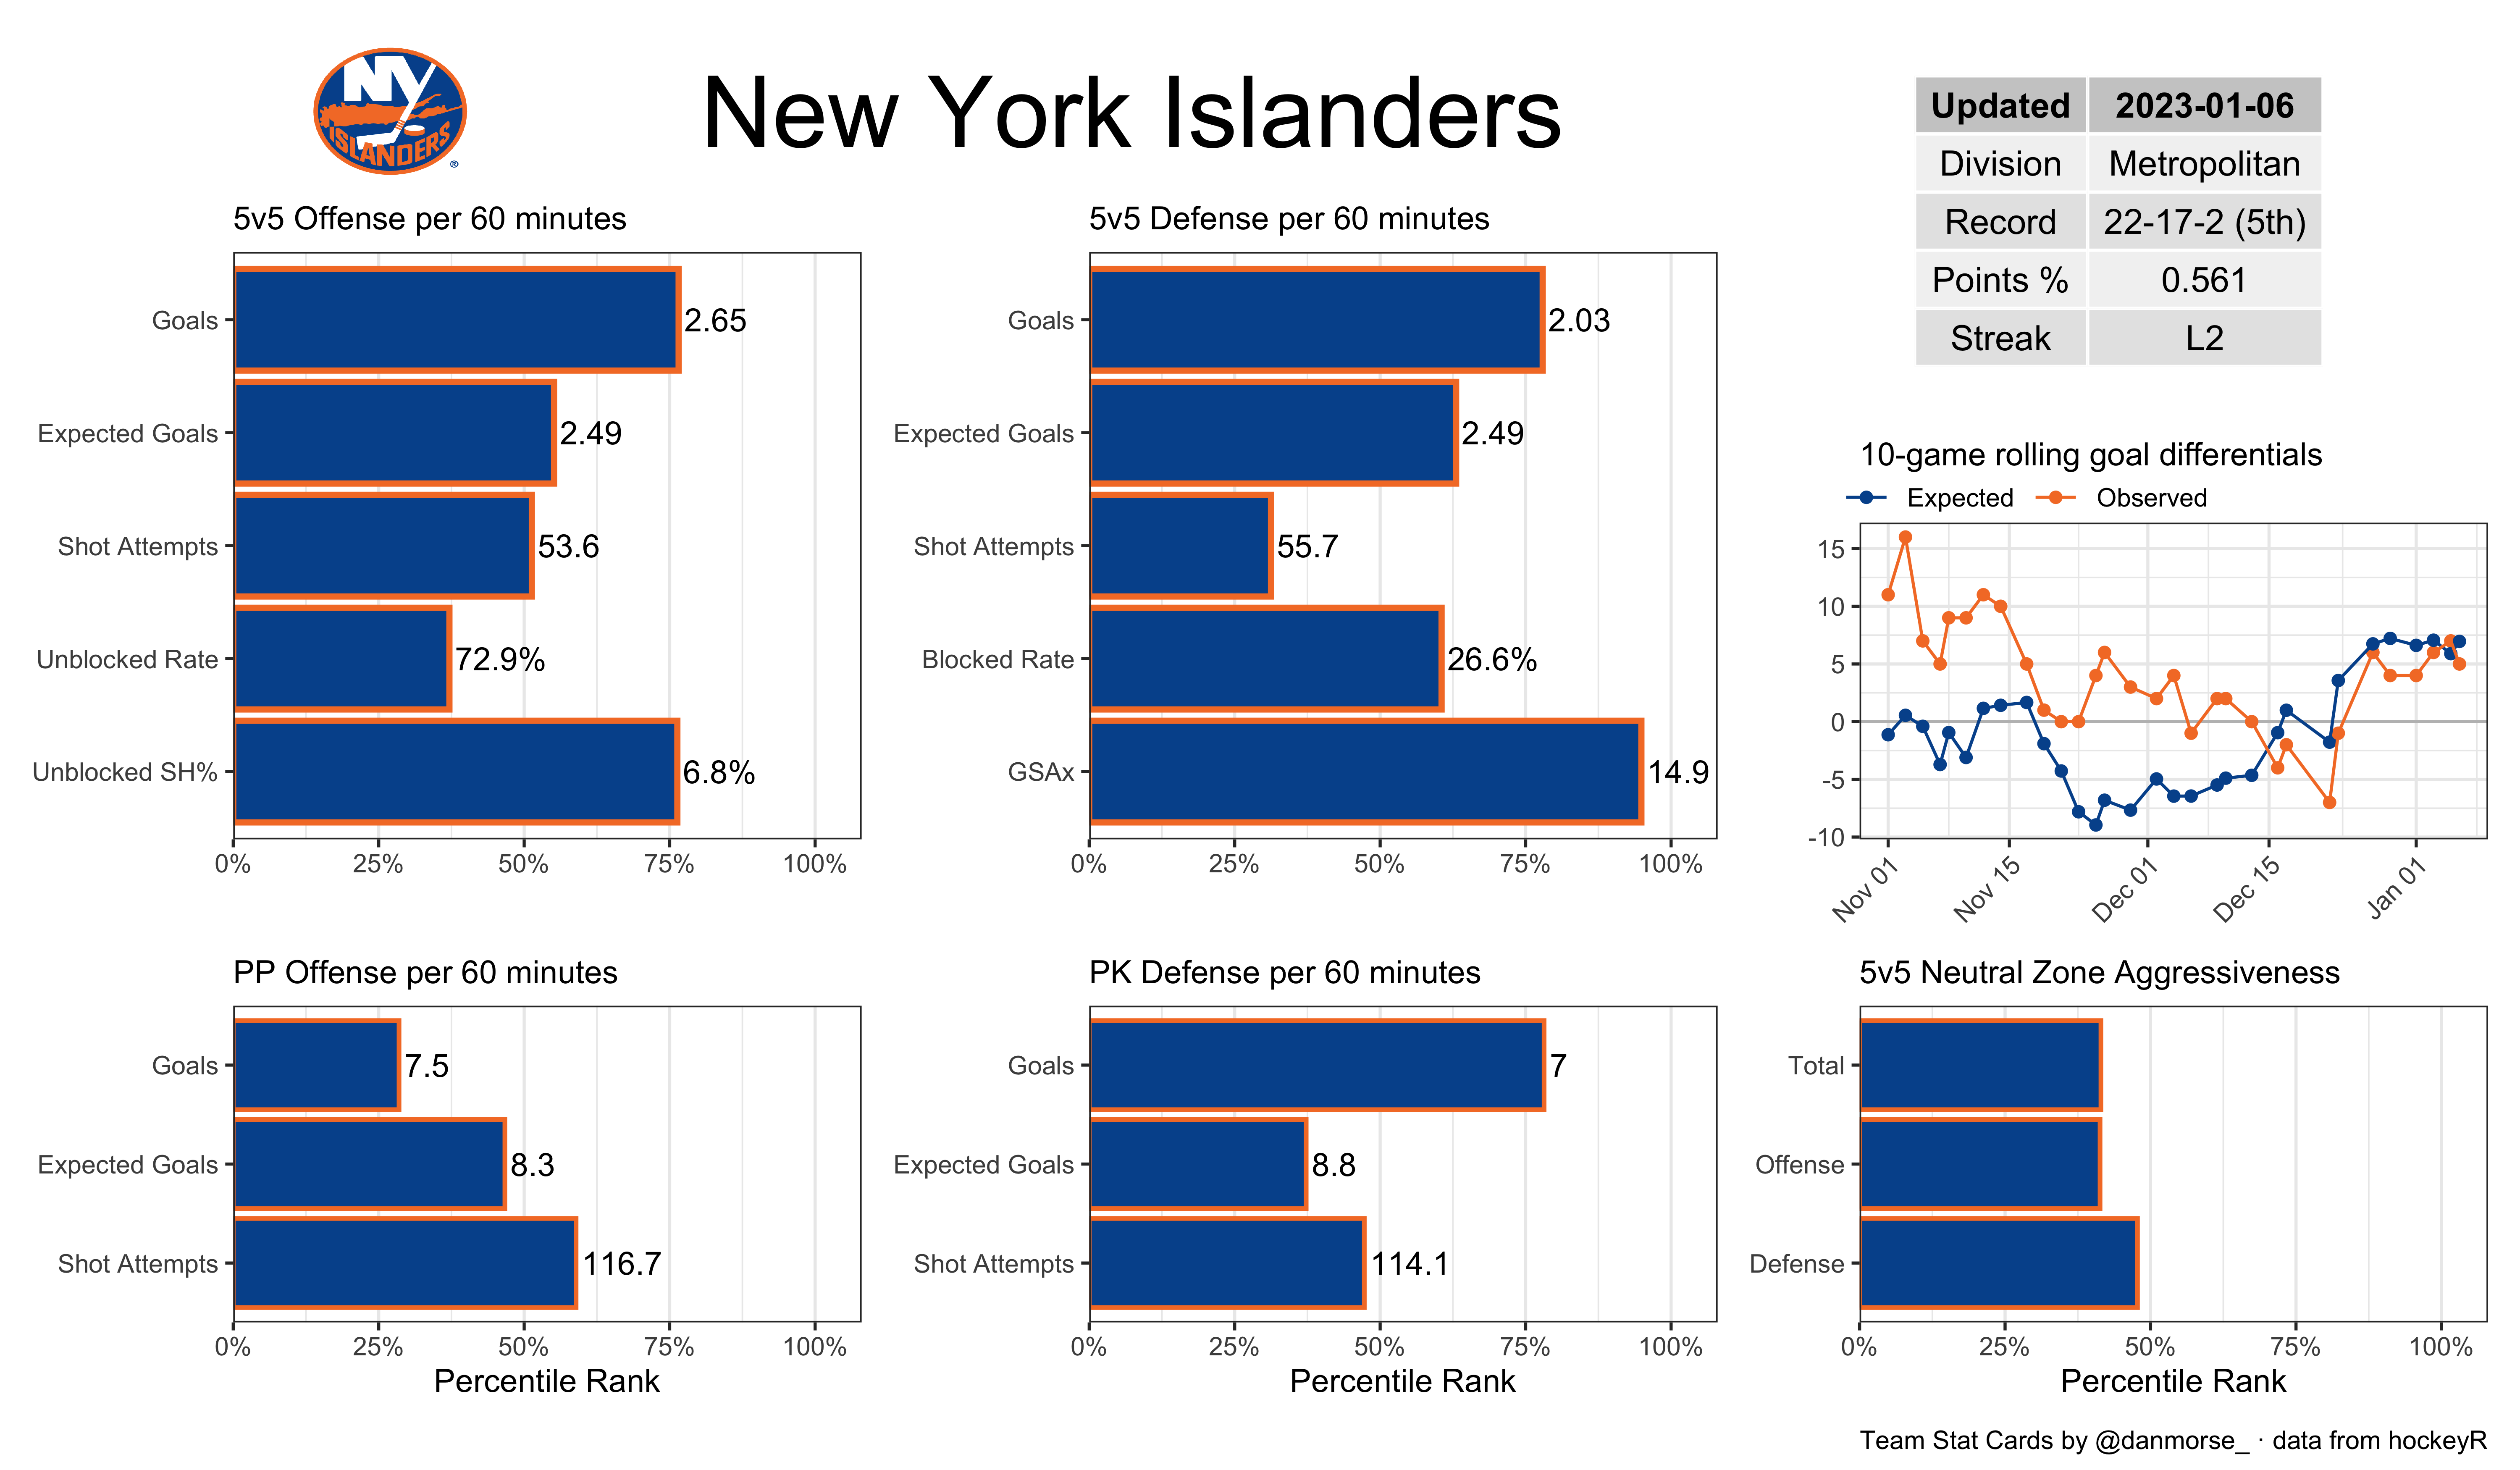 NY
ISLANDERS
®
New York Islanders
Updated 2023-01-06
Division Metropolitan
Record 22-17-2 (5th)
Points % 0.561
Streak L2
5v5 Offense per 60 minutes
Goals 2.65
Expected Goals 2.49
Shot Attempts 53.6
Unblocked Rate 72.9%
Unblocked SH% 6.8%
0% 25% 50% 75% 100%
5v5 Defense per 60 minutes
Goals 2.03
Expected Goals 2.49
Shot Attempts 55.7
Blocked Rate 26.6%
GSAx 14.9
0% 25% 50% 75% 100%
10-game rolling goal differentials
Expected Observed
15
10
5
0
-5
-10
Nov 01 Nov 15 Dec 01 Dec 15 Jan 01
PP Offense per 60 minutes
Goals 7.5
Expected Goals 8.3
Shot Attempts 116.7
0% 25% 50% 75% 100%
Percentile Rank
PK Defense per 60 minutes
Goals 7
Expected Goals 8.8
Shot Attempts 114.1
0% 25% 50% 75% 100%
Percentile Rank
5v5 Neutral Zone Aggressiveness
Total
Offense
Defense
0% 25% 50% 75% 100%
Percentile Rank
Team Stat Cards by @danmorse_ · data from hockeyR